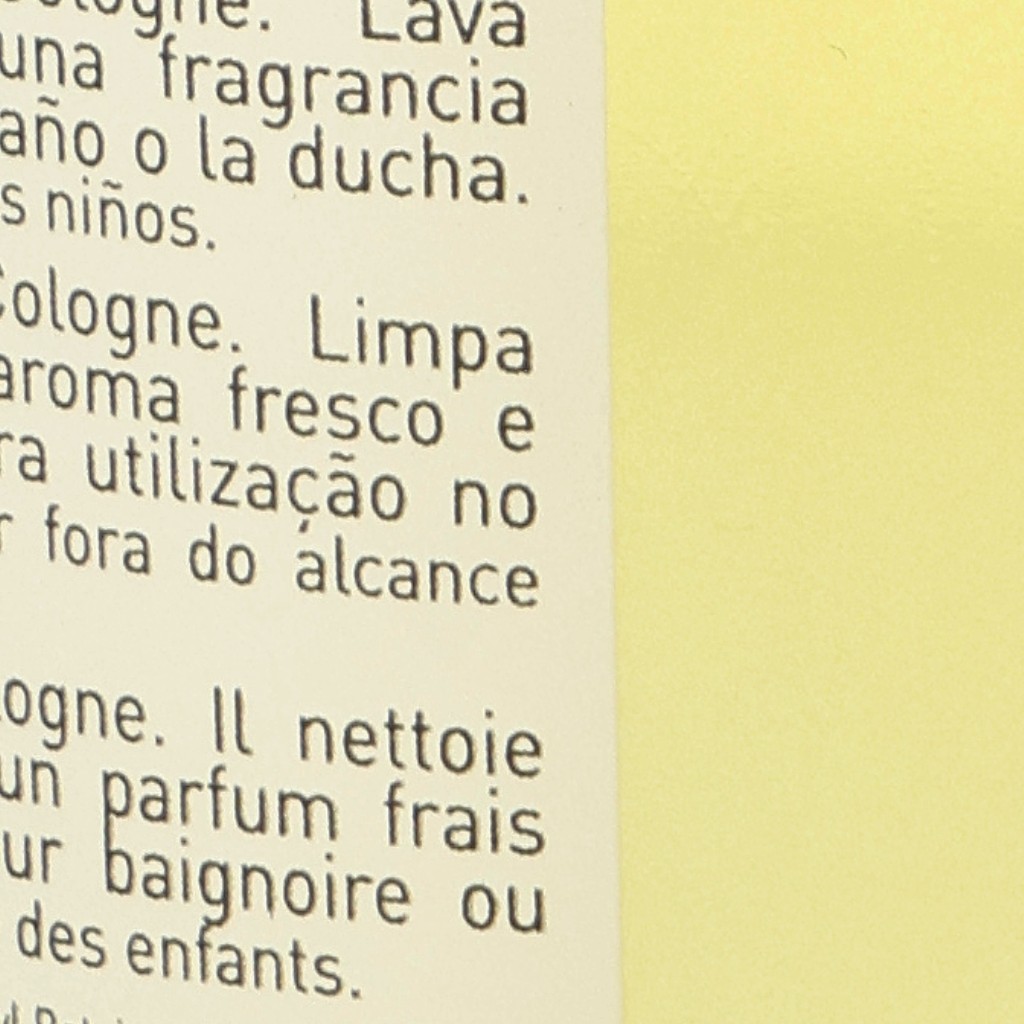 Cologne. Lava
una fragrancia
año o la ducha.
s niños.
Cologne. Limpa
aroma fresco e
ra utilização no
r fora do alcance
ogne. Il nettoie
un parfum frais
ur baignoire ou
des enfants.